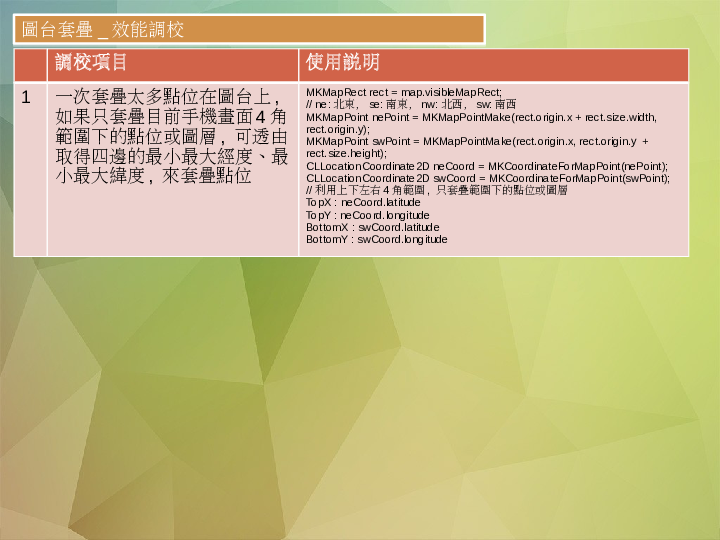 圖台套疊 _ 效能調校
調校項目
使用說明
1
一次套疊太多點位在圖台上，
如果只套疊目前手機畫面 4 角
範圍下的點位或圖層，可透由
取得四邊的最小最大經度、最
小最大緯度，來套疊點位
MKMapRect rect = map.visibleMapRect;
// ne: 北東， se: 南東， nw: 北西， sw: 南西
MKMapPoint nePoint = MKMapPointMake(rect.origin.x + rect.size.width,
rect.origin.y);
MKMapPoint swPoint = MKMapPointMake(rect.origin.x, rect.origin.y +
rect.size.height);
CLLocationCoordinate2D neCoord = MKCoordinateForMapPoint(nePoint);
CLLocationCoordinate2D swCoord = MKCoordinateForMapPoint(swPoint);
// 利用上下左右 4 角範圍，只套疊範圍下的點位或圖層
TopX : neCoord.latitude
TopY : neCoord.longitude
BottomX : swCoord.latitude
BottomY : swCoord.longitude